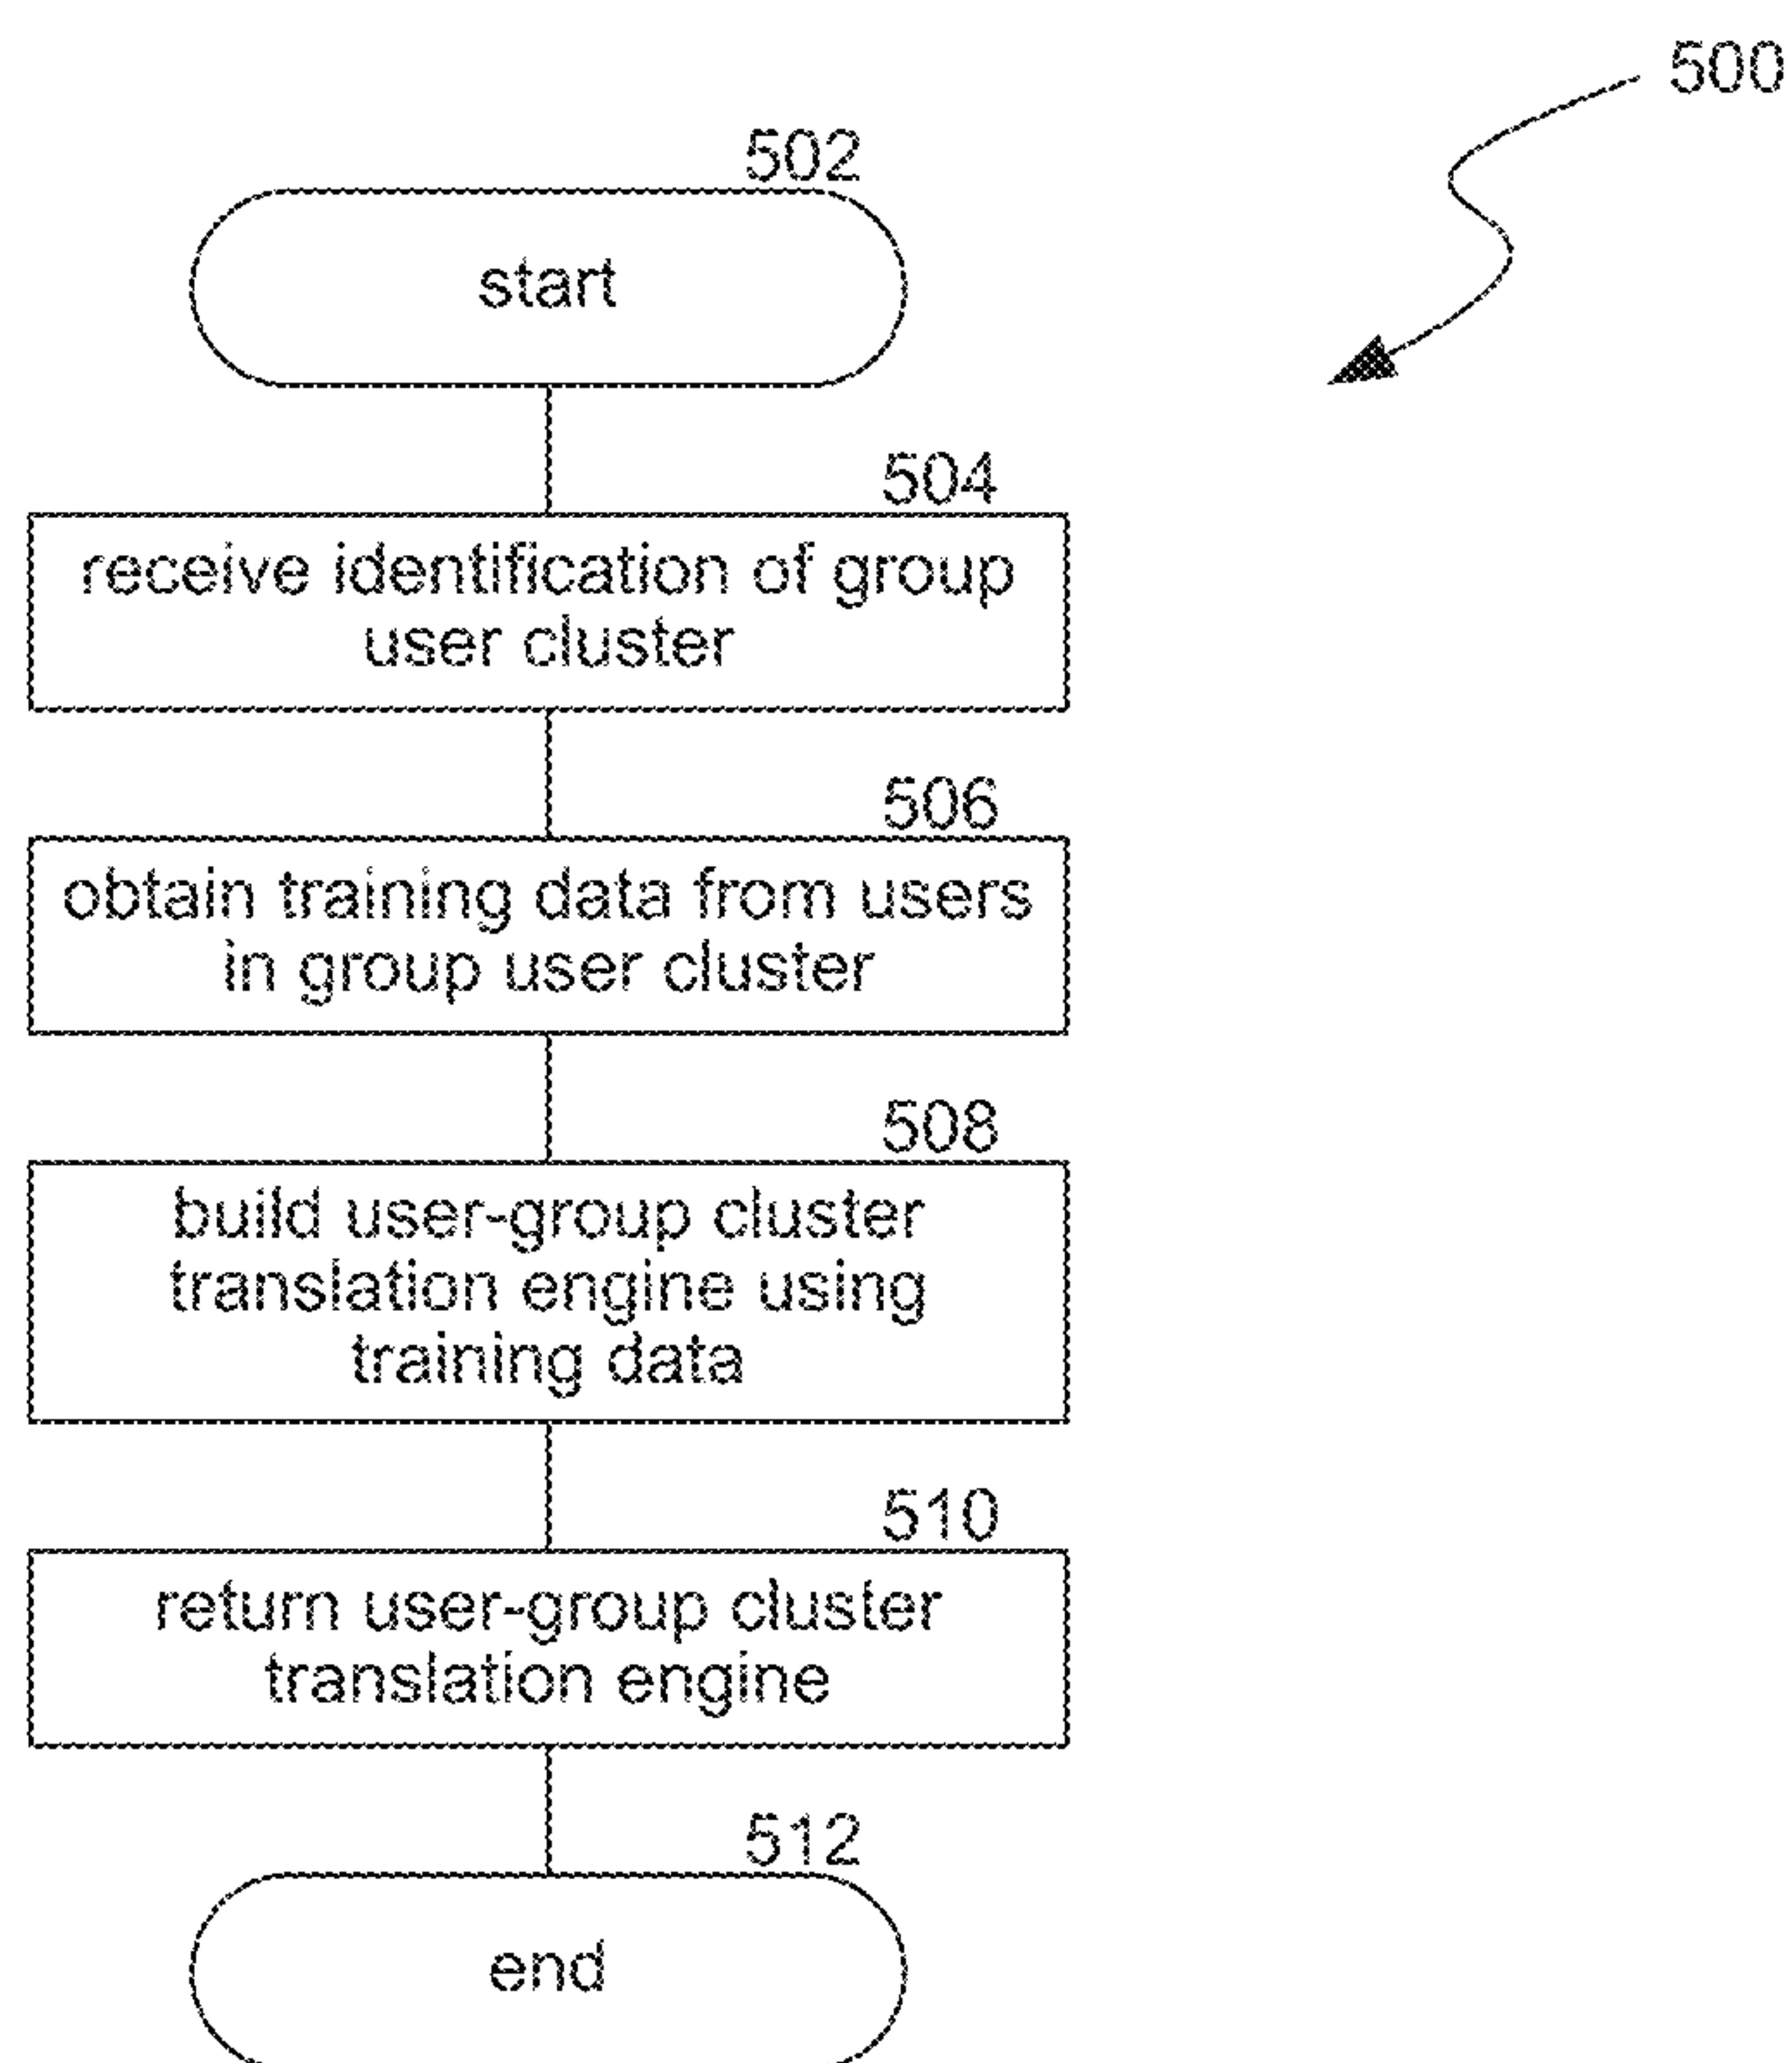 500
502
start
504
receive identification of group
user cluster
506
obtain training data from users
in group user cluster
508
build user-group cluster
translation engine using
training data
510
return user-group cluster
translation engine
512
end